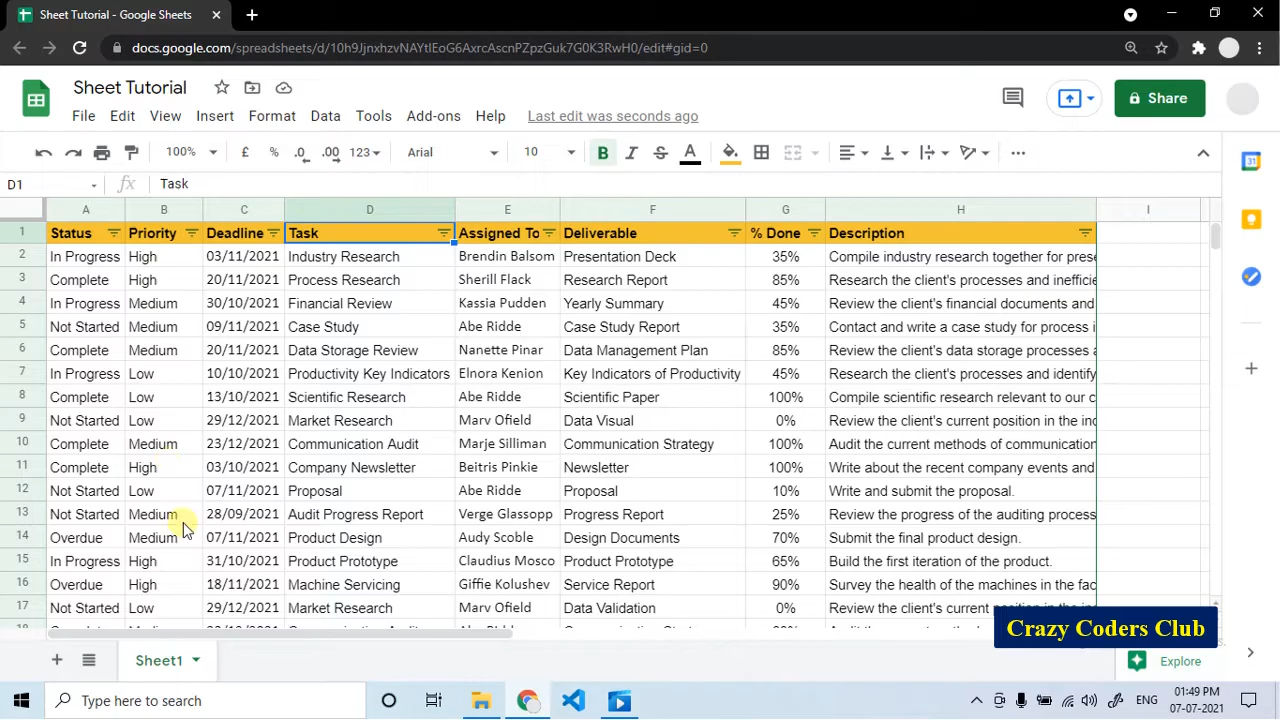 Sheet Tutorial - Google Sheets
docs.google.com/spreadsheets/d/10h9JjnxhzvNAYtlEoG6AxrcAscnPZpzGuk7G0K3RwH0/edit#gid=0
Sheet Tutorial
File Edit View Insert Format Data Tools Add-ons Help Last edit was seconds ago
Share
100% £ % .0 .00 123 Arial 10 B I S A
D1 fx Task
A B C D E F G H I
1 Status Priority Deadline Task Assigned To Deliverable % Done Description
2 In Progress High 03/11/2021 Industry Research Brendin Balsom Presentation Deck 35% Compile industry research together for prese
3 Complete High 20/11/2021 Process Research Sherill Flack Research Report 85% Research the client's processes and inefficie
4 In Progress Medium 30/10/2021 Financial Review Kassia Pudden Yearly Summary 45% Review the client's financial documents and
5 Not Started Medium 09/11/2021 Case Study Abe Ridde Case Study Report 35% Contact and write a case study for process i
6 Complete Medium 20/11/2021 Data Storage Review Nanette Pinar Data Management Plan 85% Review the client's data storage processes a
7 In Progress Low 10/10/2021 Productivity Key Indicators Elnora Kenion Key Indicators of Productivity 45% Research the client's processes and identify
8 Complete Low 13/10/2021 Scientific Research Abe Ridde Scientific Paper 100% Compile scientific research relevant to our c
9 Not Started Low 29/12/2021 Market Research Marv Ofield Data Visual 0% Review the client's current position in the inc
10 Complete Medium 23/12/2021 Communication Audit Marje Silliman Communication Strategy 100% Audit the current methods of communication
11 Complete High 03/10/2021 Company Newsletter Beitris Pinkie Newsletter 100% Write about the recent company events and
12 Not Started Low 07/11/2021 Proposal Abe Ridde Proposal 10% Write and submit the proposal.
13 Not Started Medium 28/09/2021 Audit Progress Report Verge Glassopp Progress Report 25% Review the progress of the auditing process
14 Overdue Medium 07/11/2021 Product Design Audy Scoble Design Documents 70% Submit the final product design.
15 In Progress High 31/10/2021 Product Prototype Claudius Mosco Product Prototype 65% Build the first iteration of the product.
16 Overdue High 18/11/2021 Machine Servicing Giffie Kolushev Service Report 90% Survey the health of the machines in the fac
17 Not Started Low 29/12/2021 Market Research Marv Ofield Data Validation 0% Review the client's current position in the in
Crazy Coders Club
Sheet1
Explore
Type here to search
ENG
01:49 PM
07-07-2021